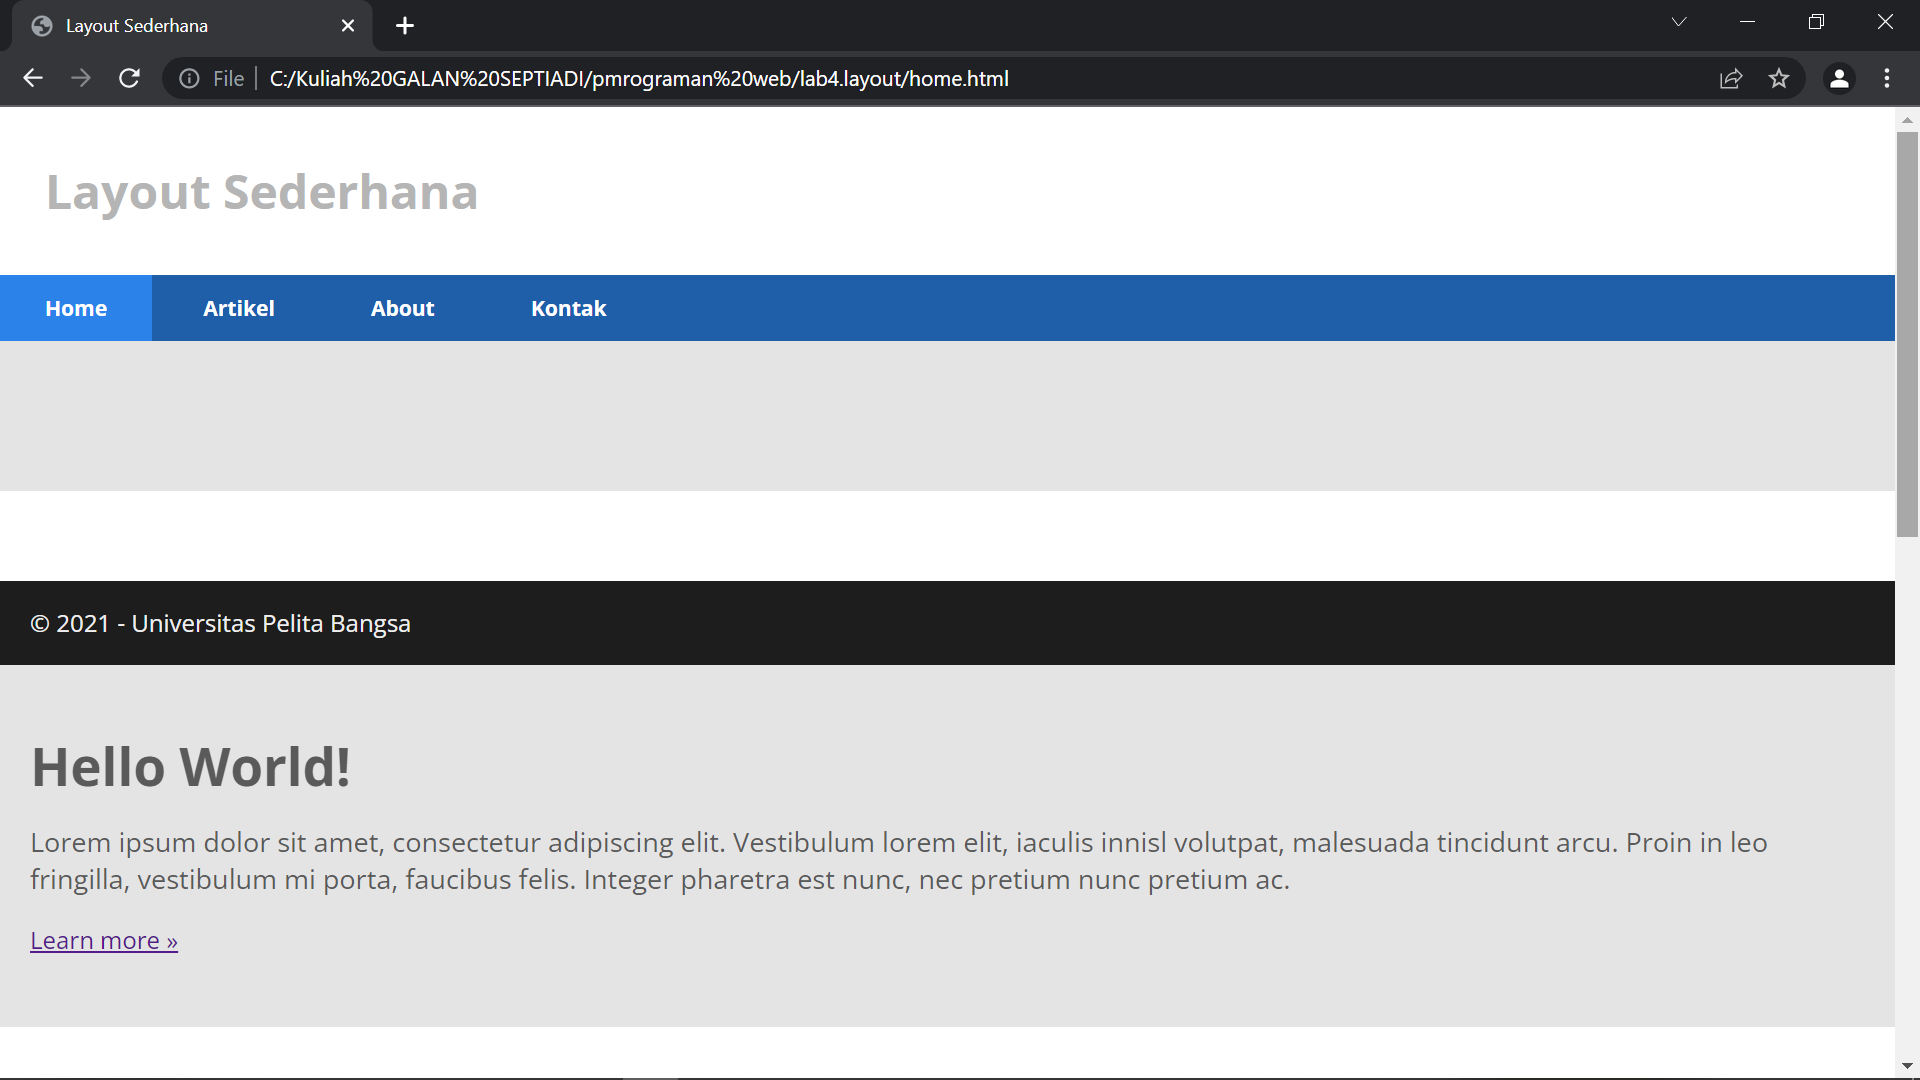 Layout Sederhana
File C:/Kuliah%20GALAN%20SEPTIADI/pmrograman%20web/lab4.layout/home.html
Layout Sederhana
Home Artikel About Kontak
© 2021 - Universitas Pelita Bangsa
Hello World!
Lorem ipsum dolor sit amet, consectetur adipiscing elit. Vestibulum lorem elit, iaculis innisl volutpat, malesuada tincidunt arcu. Proin in leo
fringilla, vestibulum mi porta, faucibus felis. Integer pharetra est nunc, nec pretium nunc pretium ac.
Learn more »